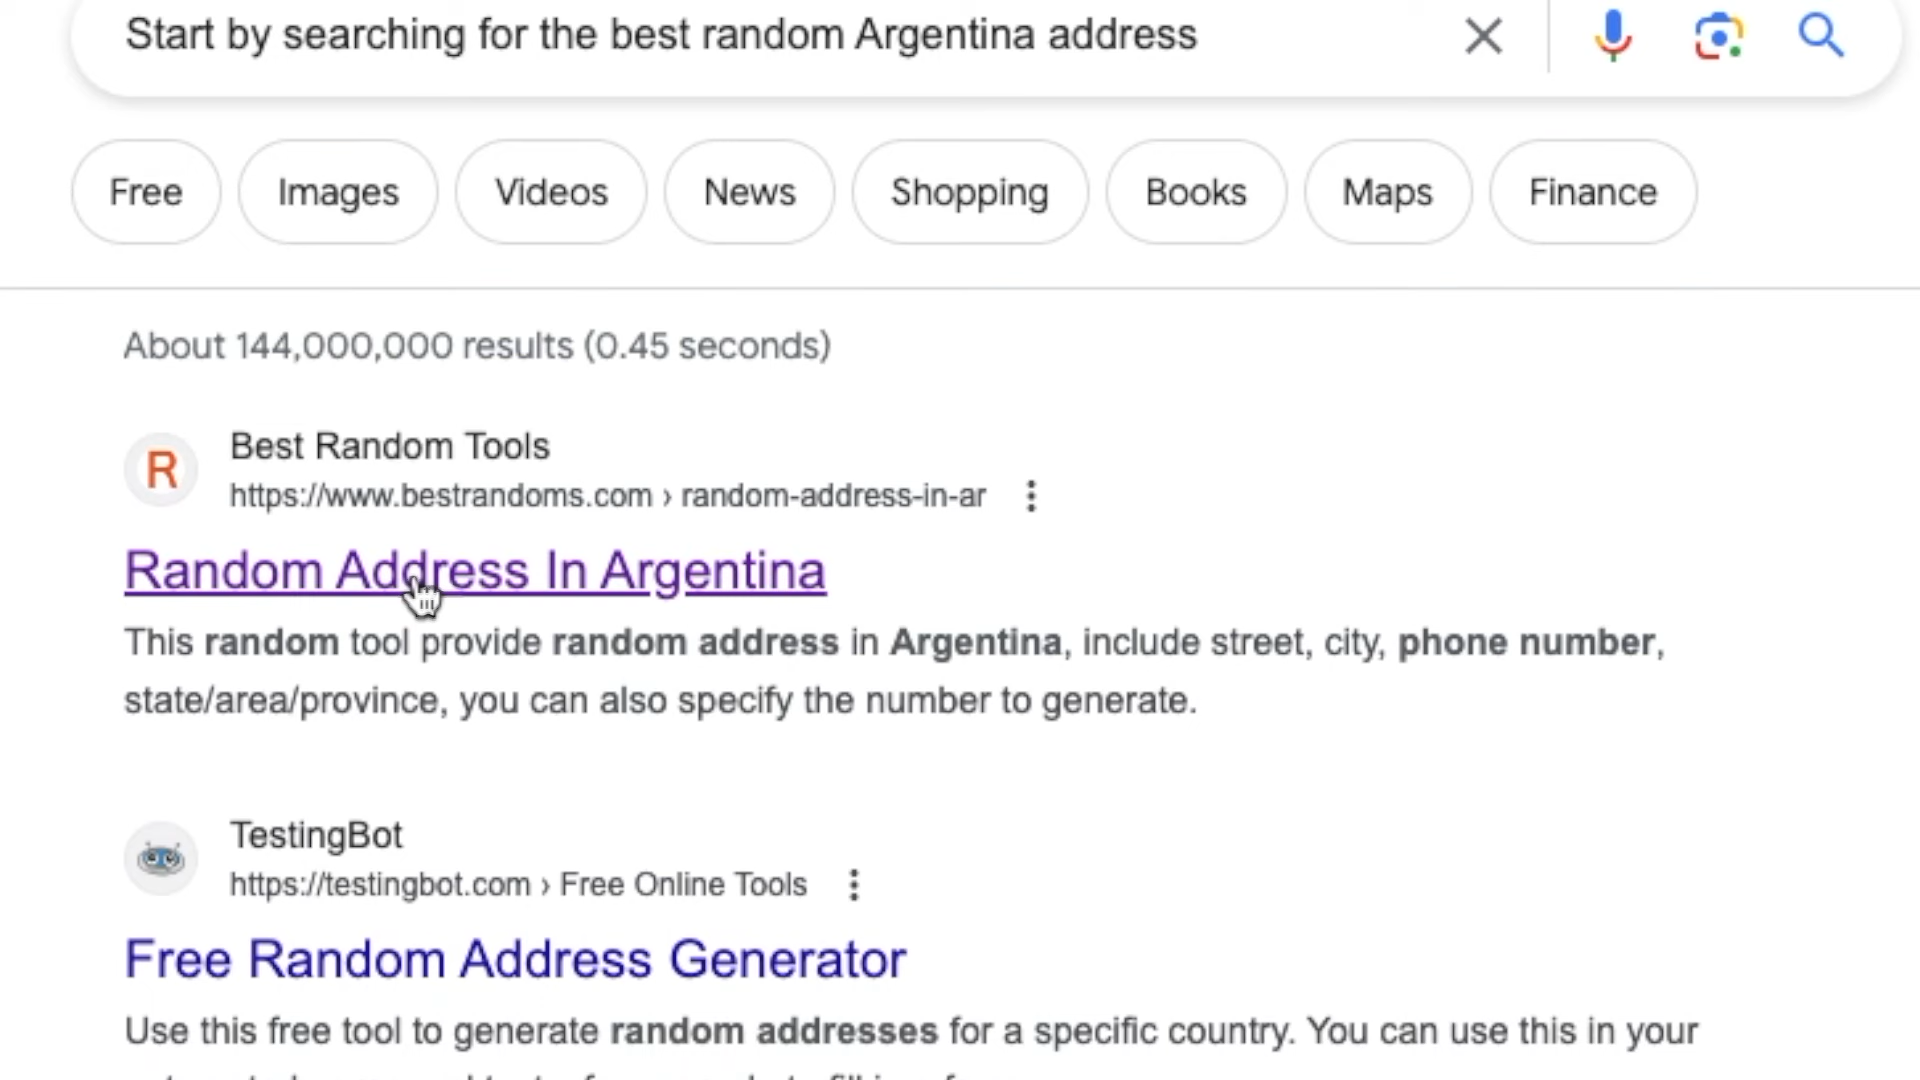 Start by searching for the best random Argentina address
Free Images Videos News Shopping Books Maps Finance
About 144,000,000 results (0.45 seconds)
R
Best Random Tools
https://www.bestrandoms.com › random-address-in-ar
Random Address In Argentina
This random tool provide random address in Argentina, include street, city, phone number,
state/area/province, you can also specify the number to generate.
TestingBot
https://testingbot.com › Free Online Tools
Free Random Address Generator
Use this free tool to generate random addresses for a specific country. You can use this in your